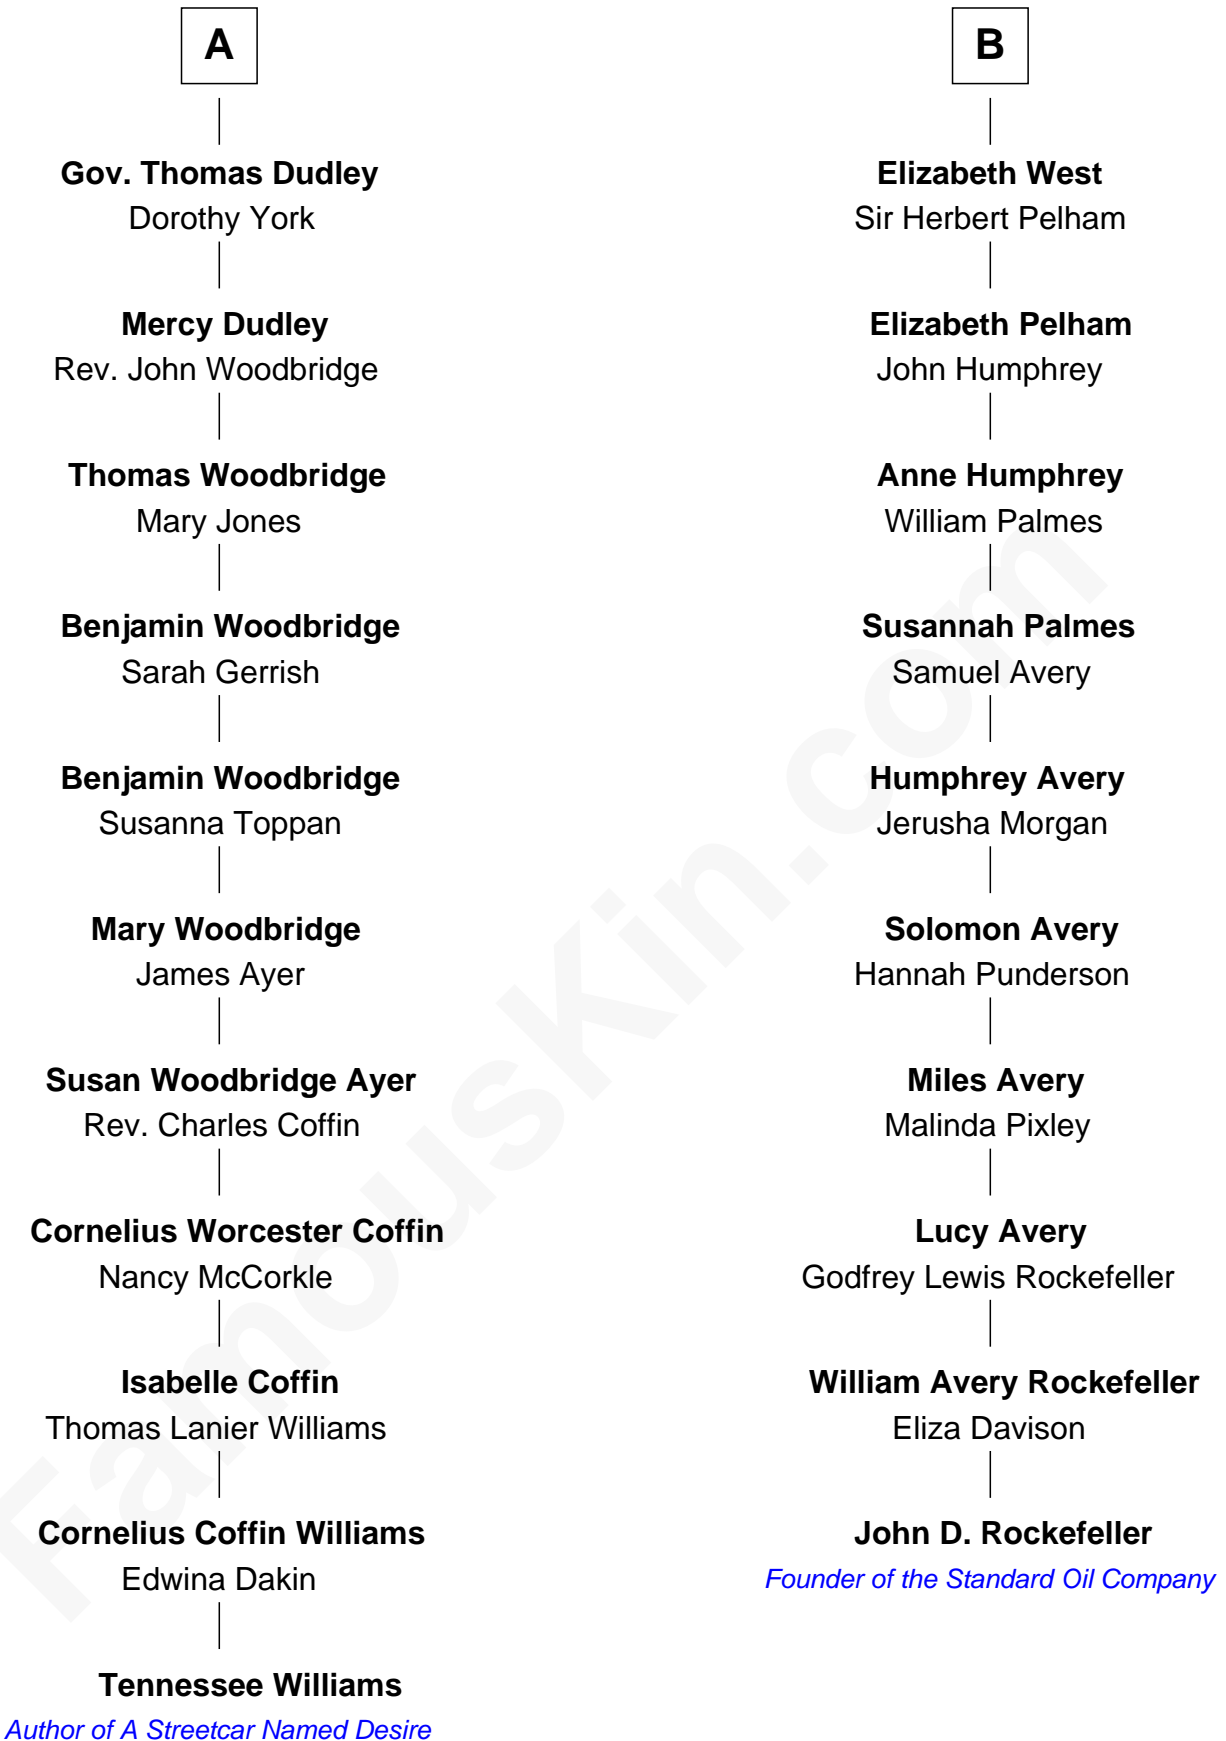 A
Gov. Thomas Dudley
Dorothy York
Mercy Dudley
Rev. John Woodbridge
Thomas Woodbridge
Mary Jones
Benjamin Woodbridge
Sarah Gerrish
Benjamin Woodbridge
Susanna Toppan
Mary Woodbridge
James Ayer
Susan Woodbridge Ayer
Rev. Charles Coffin
Cornelius Worcester Coffin
Nancy McCorkle
Isabelle Coffin
Thomas Lanier Williams
Cornelius Coffin Williams
Edwina Dakin
Tennessee Williams
Author of A Streetcar Named Desire
B
Elizabeth West
Sir Herbert Pelham
Elizabeth Pelham
John Humphrey
Anne Humphrey
William Palmes
Susannah Palmes
Samuel Avery
Humphrey Avery
Jerusha Morgan
Solomon Avery
Hannah Punderson
Miles Avery
Malinda Pixley
Lucy Avery
Godfrey Lewis Rockefeller
William Avery Rockefeller
Eliza Davison
John D. Rockefeller
Founder of the Standard Oil Company
FamousKin.com